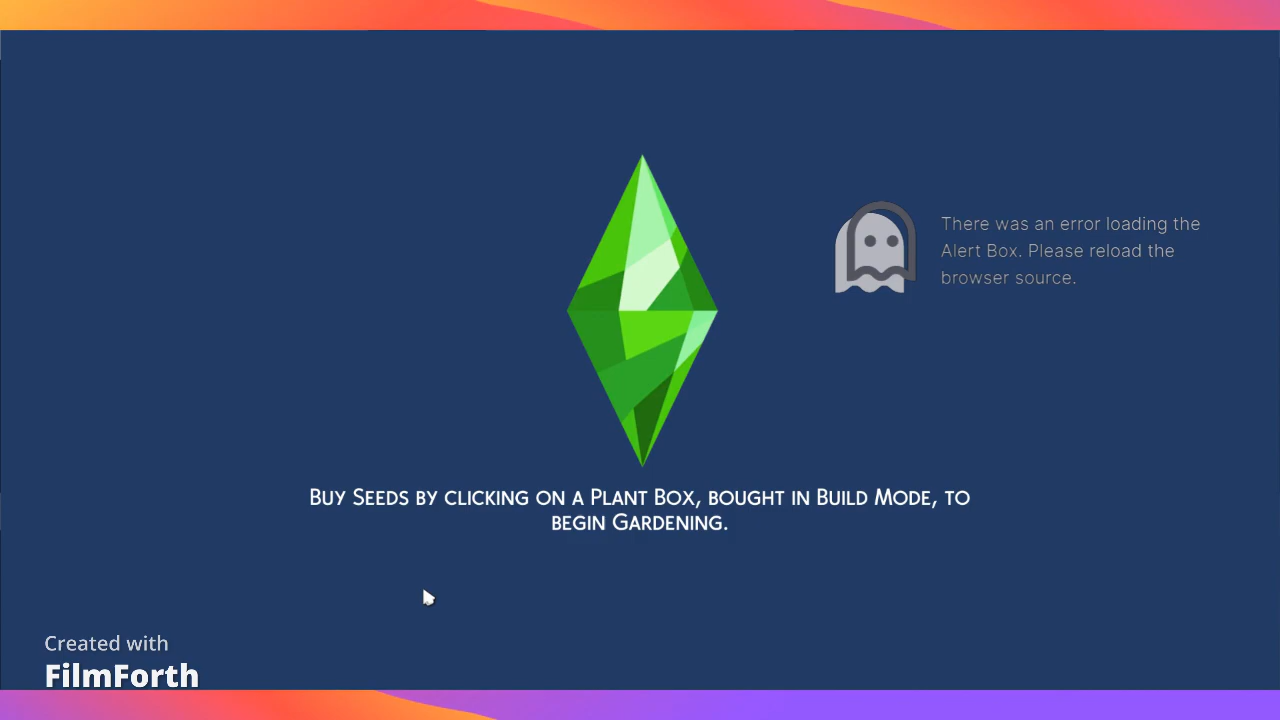 There was an error loading the
Alert Box. Please reload the
browser source.
Buy Seeds by clicking on a Plant Box, bought in Build Mode, to
begin Gardening.
Created with
FilmForth